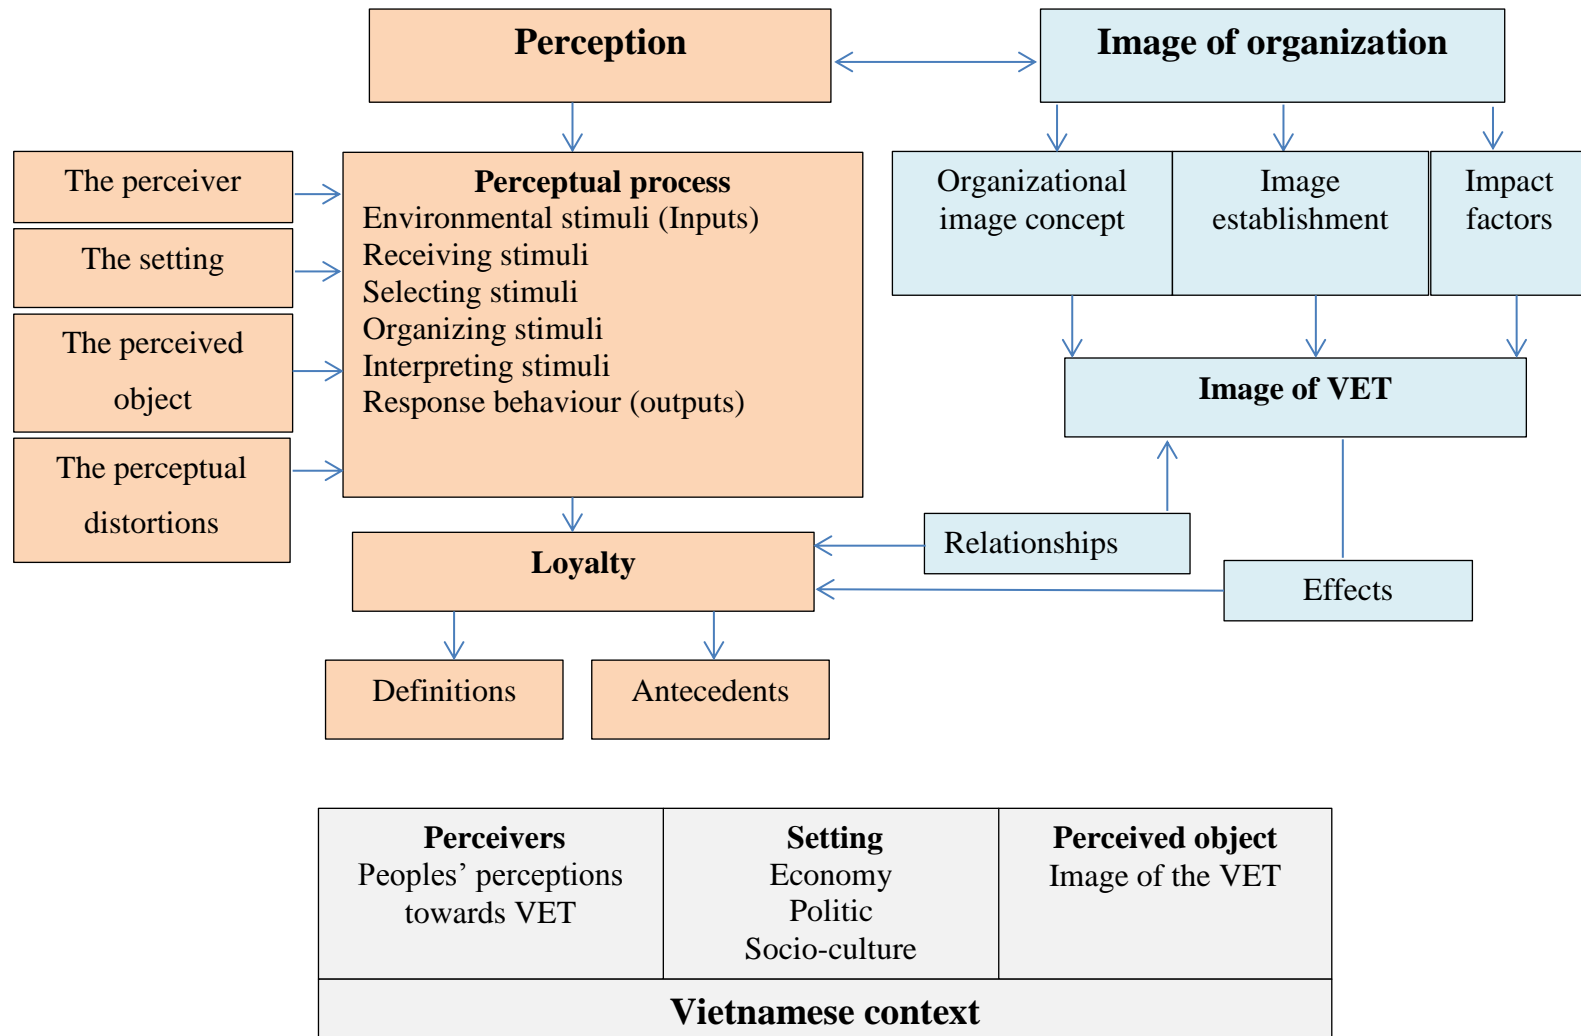 Perception
Image of organization
The perceiver
The setting
The perceived
object
The perceptual
distortions
Perceptual process
Environmental stimuli (Inputs)
Receiving stimuli
Selecting stimuli
Organizing stimuli
Interpreting stimuli
Response behaviour (outputs)
Organizational
image concept
Image
establishment
Impact
factors
Image of VET
Relationships
Effects
Loyalty
Definitions
Antecedents
Perceivers
Peoples’ perceptions
towards VET
Setting
Economy
Politic
Socio-culture
Perceived object
Image of the VET
Vietnamese context